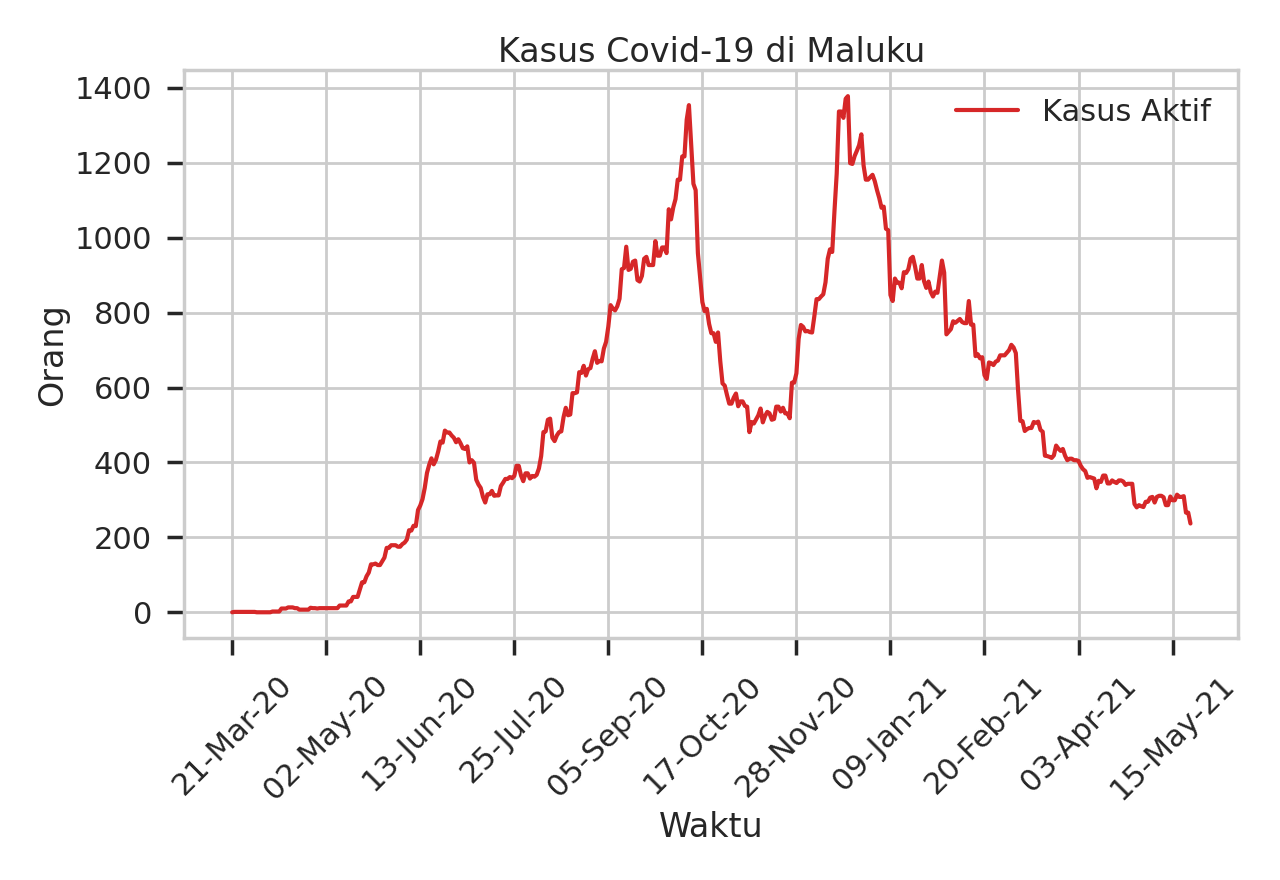 Kasus Covid-19 di Maluku
Kasus Aktif
Orang
1400
1200
1000
800
600
400
200
0
21-Mar-20
02-May-20
13-Jun-20
25-Jul-20
05-Sep-20
17-Oct-20
28-Nov-20
09-Jan-21
20-Feb-21
03-Apr-21
15-May-21
Waktu